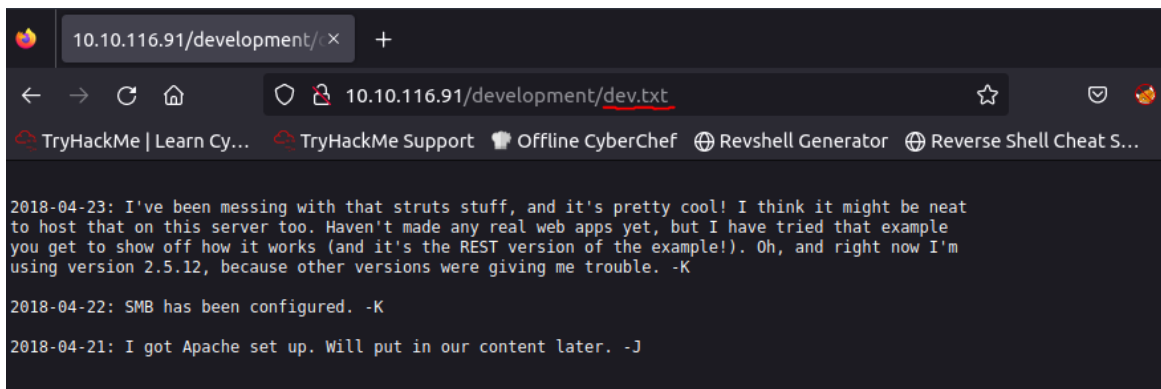 10.10.116.91/development/
10.10.116.91/development/dev.txt
TryHackMe | Learn Cy... TryHackMe Support Offline CyberChef Revshell Generator Reverse Shell Cheat S...
2018-04-23: I've been messing with that struts stuff, and it's pretty cool! I think it might be neat
to host that on this server too. Haven't made any real web apps yet, but I have tried that example
you get to show off how it works (and it's the REST version of the example!). Oh, and right now I'm
using version 2.5.12, because other versions were giving me trouble. -K
2018-04-22: SMB has been configured. -K
2018-04-21: I got Apache set up. Will put in our content later. -J